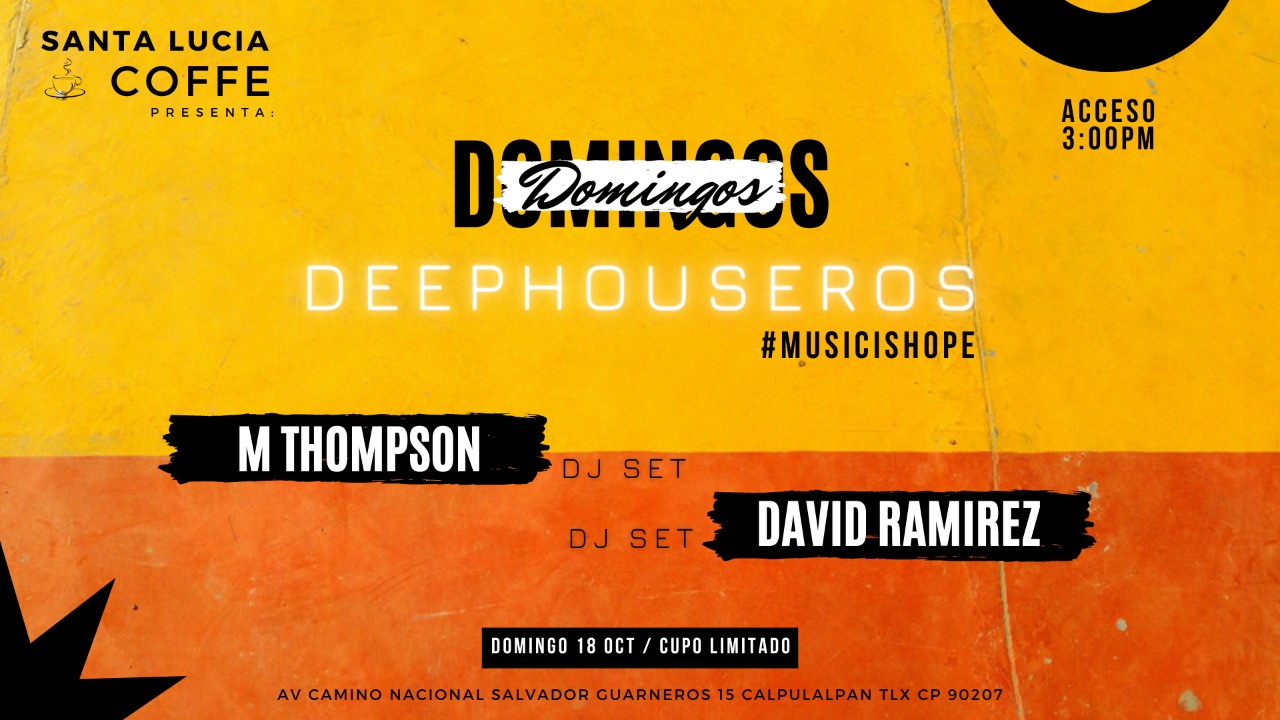 SANTA LUCIA
COFFE
PRESENTA:
ACCESO
3:00PM
DOMINGOS
Domingos
DEEPHOUSEROS
#MUSICISHOPE
M THOMPSON
DJ SET
DJ SET DAVID RAMIREZ
DOMINGO 18 OCT / CUPO LIMITADO
AV CAMINO NACIONAL SALVADOR GUARNEROS 15 CALPULALPAN TLX CP 90207